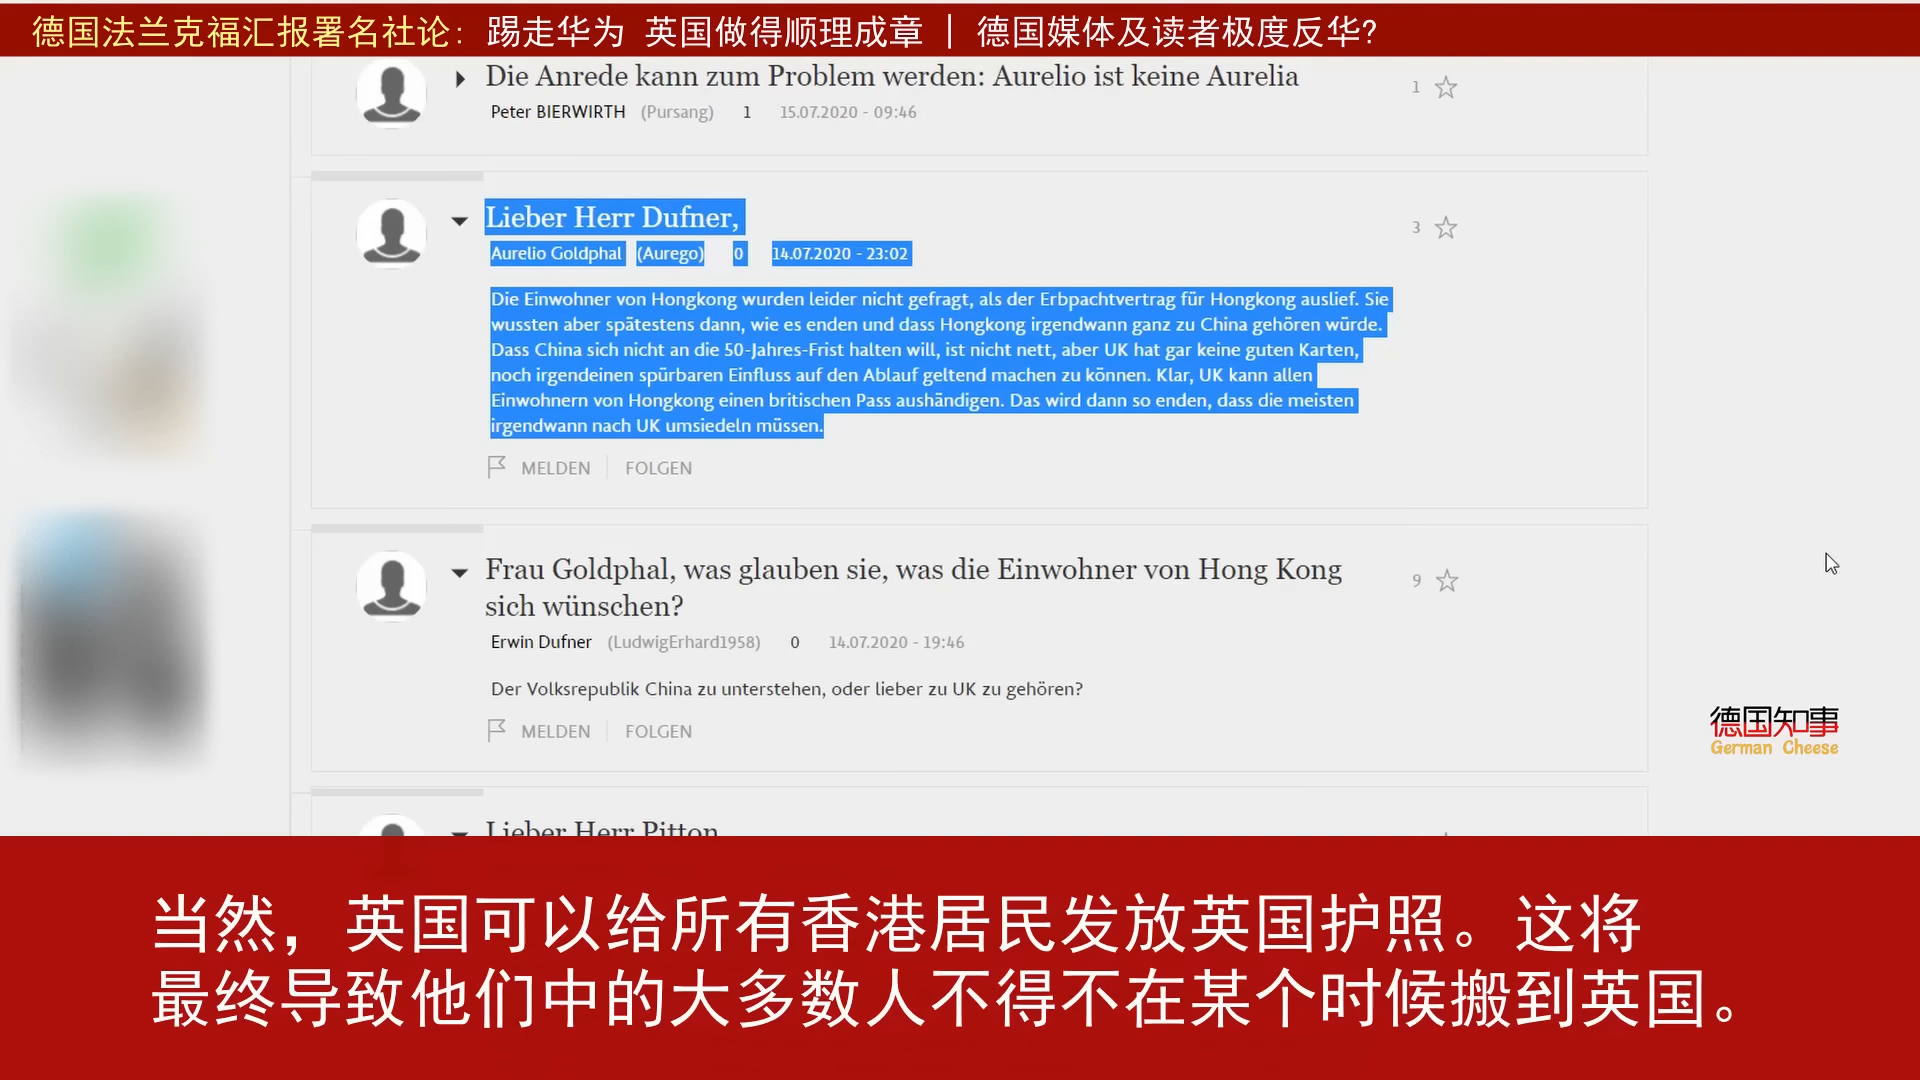 德国法兰克福汇报署名社论：踢走华为 英国做得顺理成章 | 德国媒体及读者极度反华?
Die Anrede kann zum Problem werden: Aurelio ist keine Aurelia
1
Peter BIERWIRTH (Pursang) 1 15.07.2020 - 09:46
Lieber Herr Dufner,
3
Aurelio Goldphal (Aurego) 0 14.07.2020 - 23:02
Die Einwohner von Hongkong wurden leider nicht gefragt, als der Erbpachtvertrag für Hongkong auslief. Sie
wussten aber spätestens dann, wie es enden und dass Hongkong irgendwann ganz zu China gehören würde.
Dass China sich nicht an die 50-Jahres-Frist halten will, ist nicht nett, aber UK hat gar keine guten Karten,
noch irgendeinen spürbaren Einfluss auf den Ablauf geltend machen zu können. Klar, UK kann allen
Einwohnern von Hongkong einen britischen Pass aushändigen. Das wird dann so enden, dass die meisten
irgendwann nach UK umsiedeln müssen.
MELDEN FOLGEN
Frau Goldphal, was glauben sie, was die Einwohner von Hong Kong
sich wünschen?
9
Erwin Dufner (LudwigErhard1958) 0 14.07.2020 - 19:46
Der Volksrepublik China zu unterstehen, oder lieber zu UK zu gehören?
MELDEN FOLGEN
德国知事
German Cheese
Lieber Herr Pitton
当然，英国可以给所有香港居民发放英国护照。这将
最终导致他们中的大多数人不得不在某个时候搬到英国。